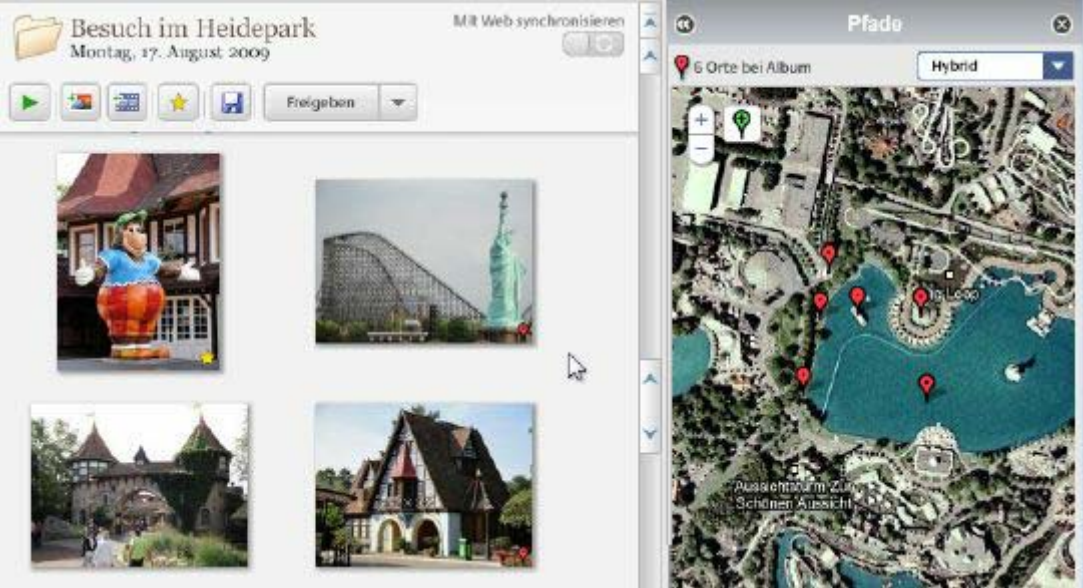 Besuch im Heidepark
Montag, 17. August 2009
Mit Web synchronisieren
Freigeben
Pfade
6 Orte bei Album
Hybrid
Loop
Aussichtsturm Zur
Schönen Aussicht